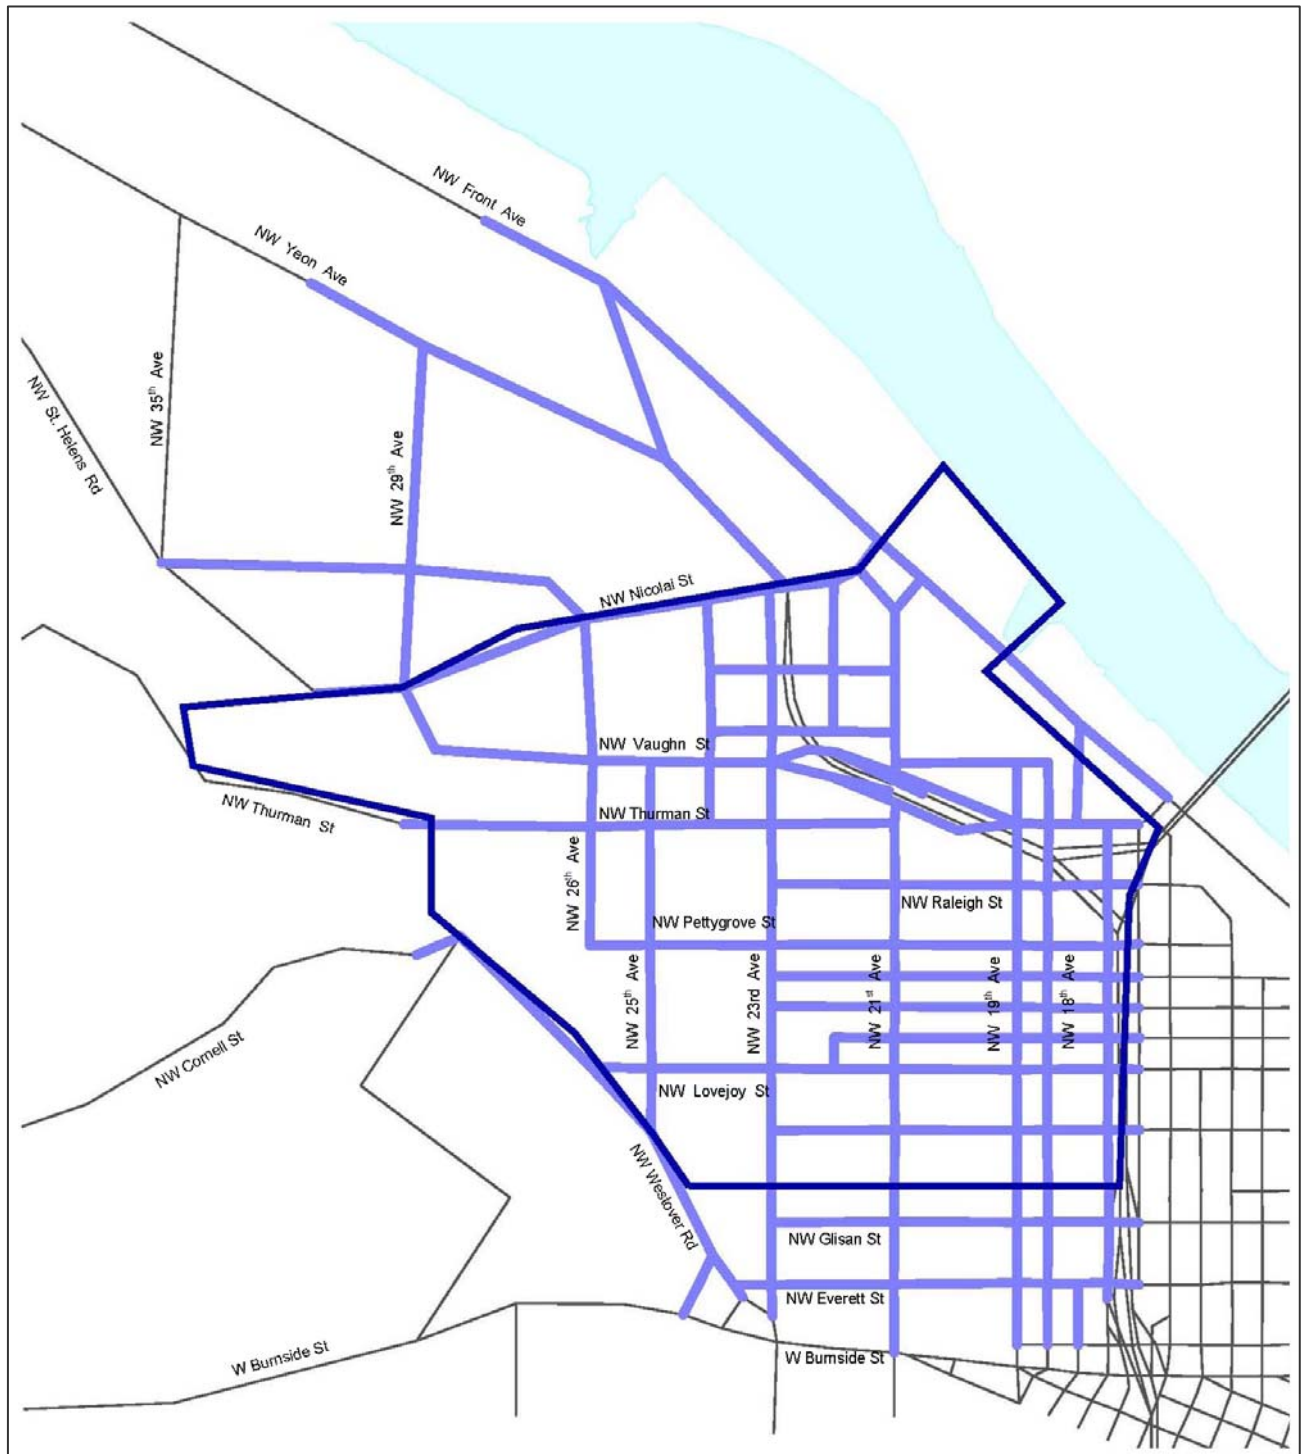 NW Front Ave
NW Yeon Ave
NW 35th Ave
NW St. Helens Rd
NW 29th Ave
NW Nicolai St
NW Vaughn St
NW Thurman St
NW Thurman St
NW 26th Ave
NW Raleigh St
NW Pettygrove St
NW 25th Ave
NW 23rd Ave
NW 21st Ave
NW 19th Ave
NW 18th Ave
NW Cornell St
NW Lovejoy St
NW Westover Rd
NW Glisan St
NW Everett St
W Burnside St
W Burnside St